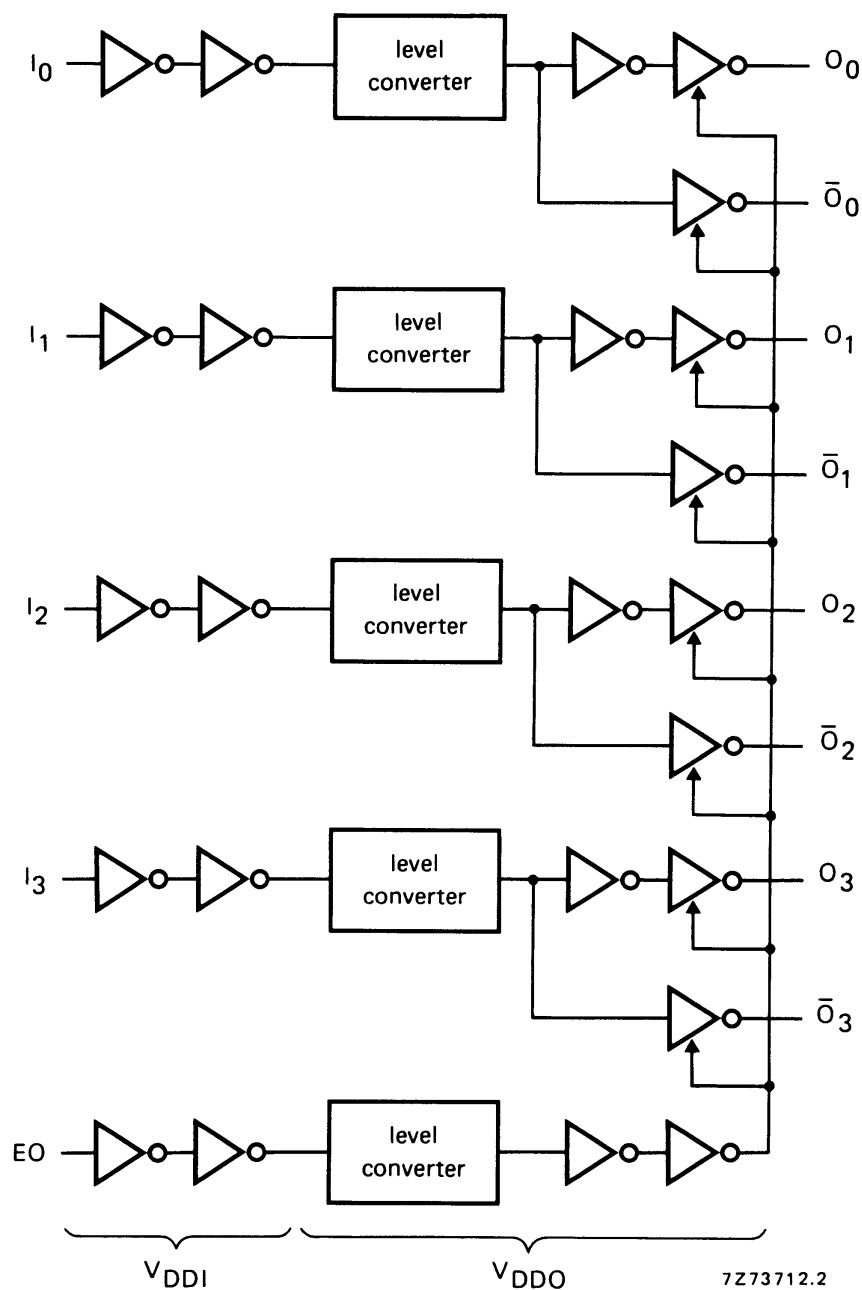 I0
level
converter
O0
Ō0
I1
level
converter
O1
Ō1
I2
level
converter
O2
Ō2
I3
level
converter
O3
Ō3
EO
level
converter
VDDI
VDDO
7Z73712.2